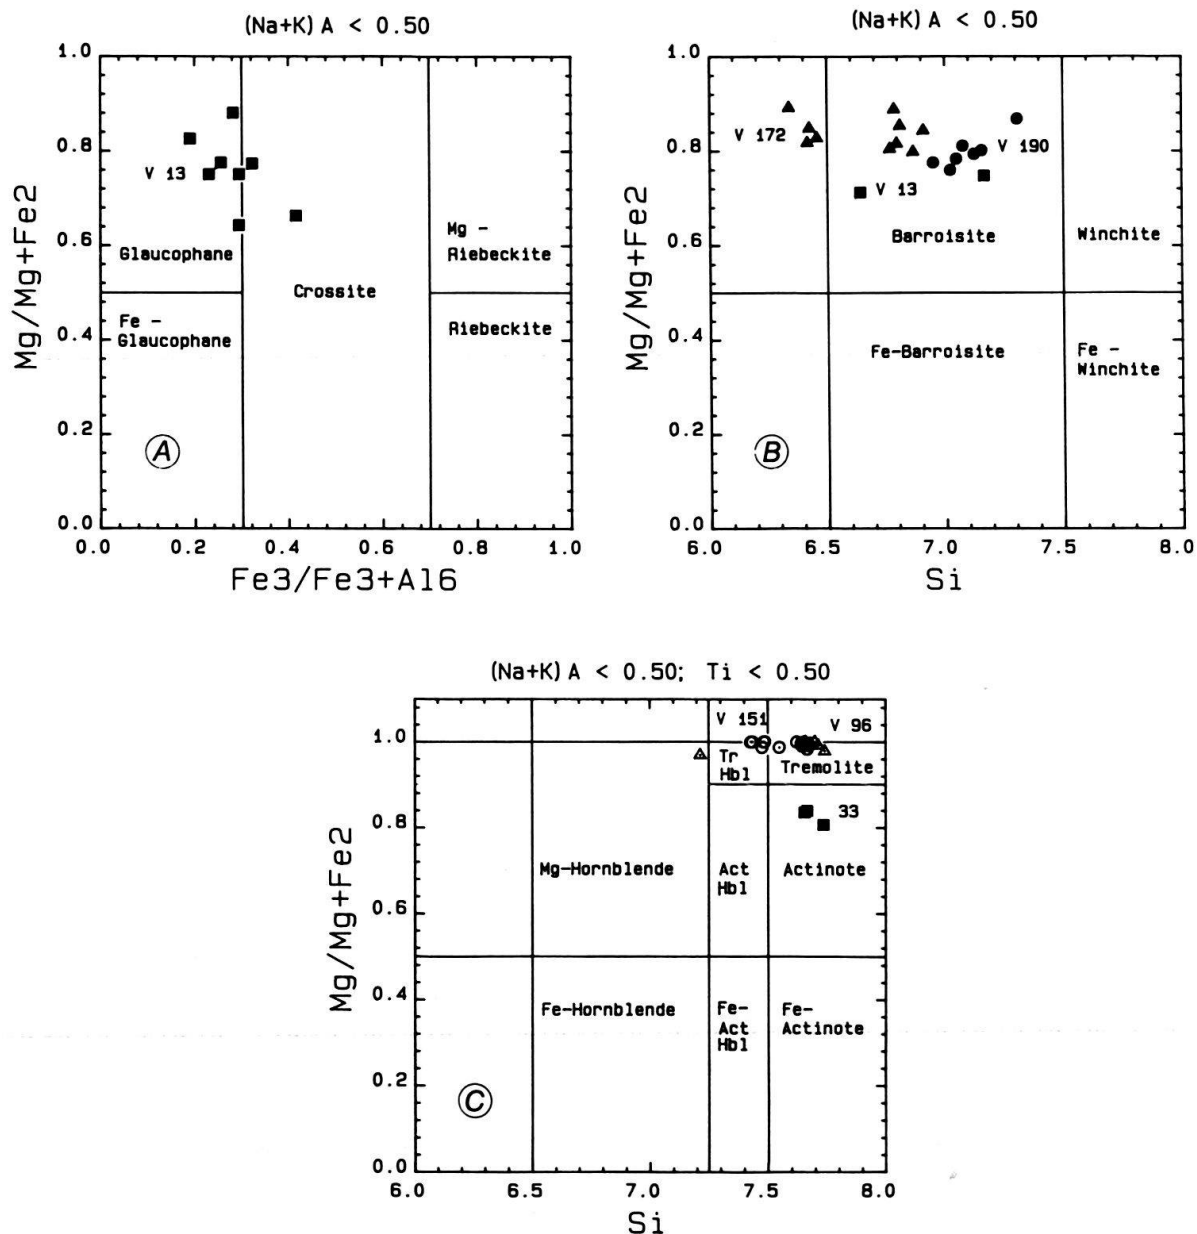 (Na+K) A < 0.50
1.0
0.8
0.6
0.4
0.2
0.0
Mg/Mg+Fe2
V 13
Glaucophane
Fe -
Glaucophane
Crossite
Mg -
Riebeckite
Riebeckite
A
0.0 0.2 0.4 0.6 0.8 1.0
Fe3/Fe3+Al6
(Na+K) A < 0.50
1.0
0.8
0.6
0.4
0.2
0.0
Mg/Mg+Fe2
V 172
V 190
V 13
Barroisite
Winchite
Fe-Barroisite
Fe -
Winchite
B
6.0 6.5 7.0 7.5 8.0
Si
(Na+K) A < 0.50; Ti < 0.50
1.0
0.8
0.6
0.4
0.2
0.0
Mg/Mg+Fe2
V 151
V 96
Tr
Hbl
Tremolite
33
Mg-Hornblende
Act
Hbl
Actinote
Fe-Hornblende
Fe-
Act
Hbl
Fe-
Actinote
C
6.0 6.5 7.0 7.5 8.0
Si